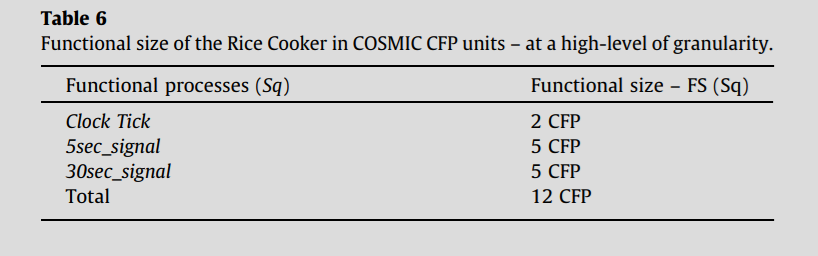 Table 6
Functional size of the Rice Cooker in COSMIC CFP units – at a high-level of granularity.
Functional processes (Sq) Functional size – FS (Sq)
Clock Tick 2 CFP
5sec_signal 5 CFP
30sec_signal 5 CFP
Total 12 CFP